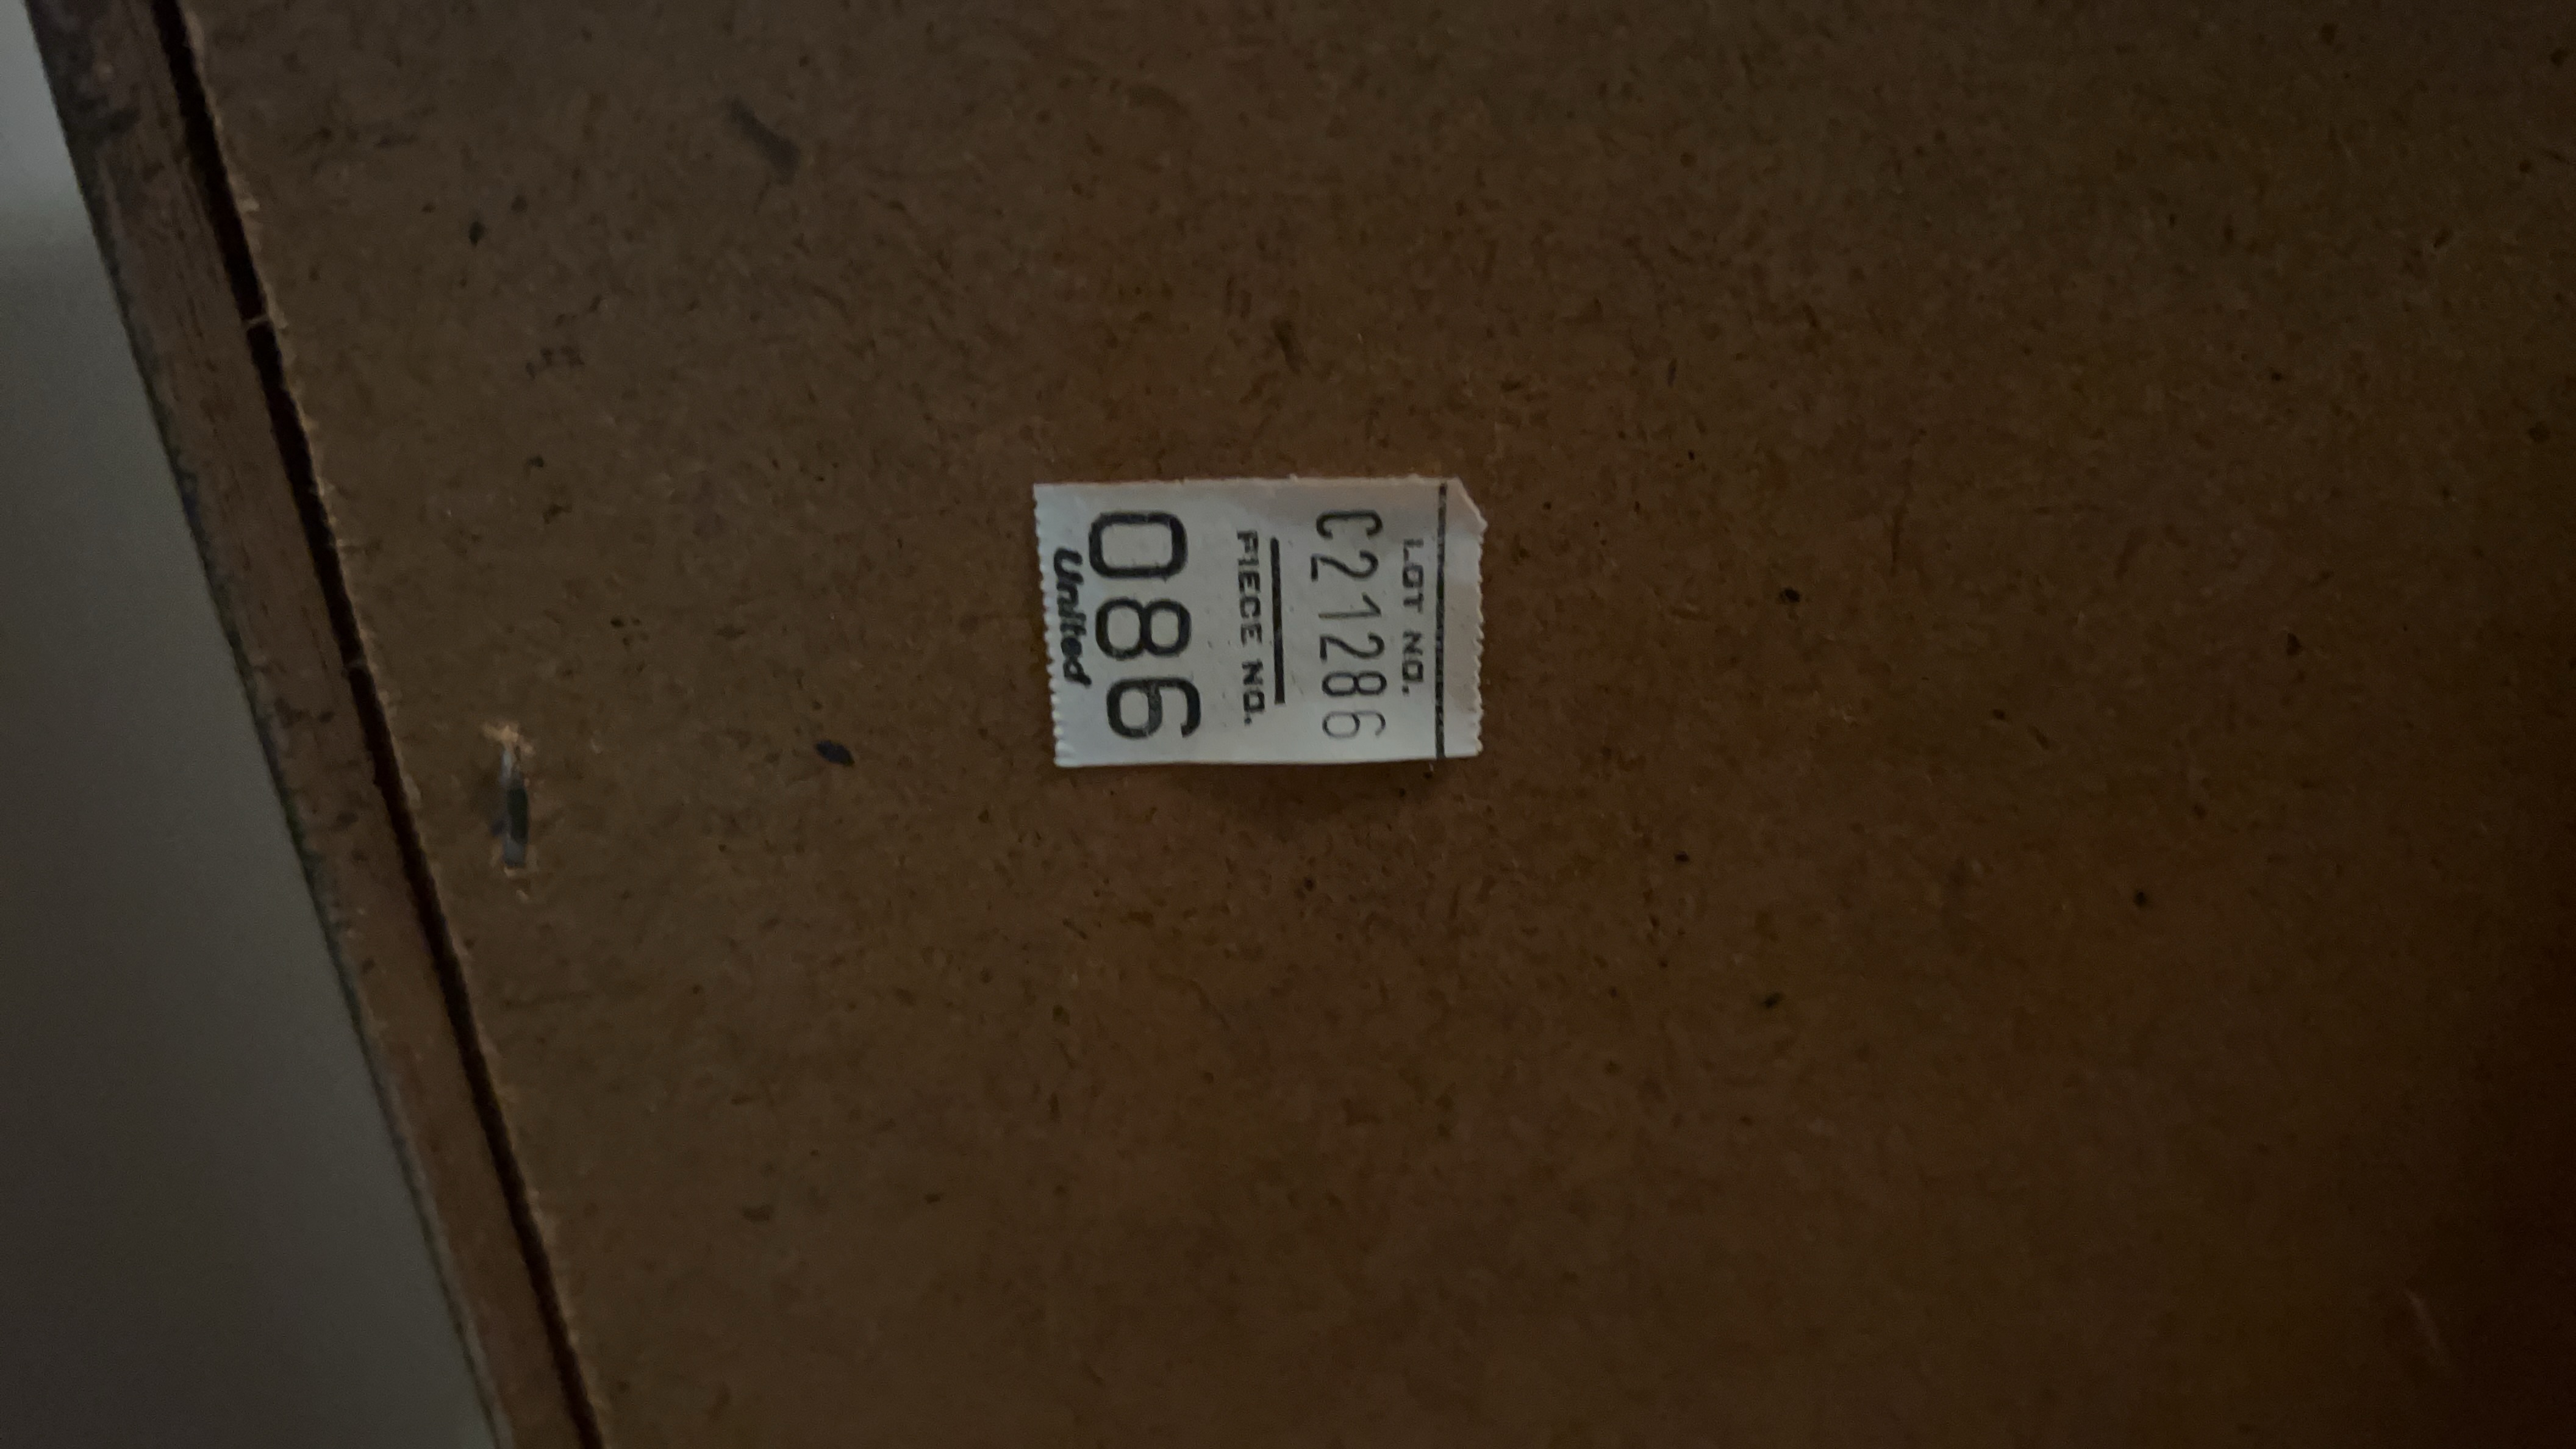 LOT NO.
C21286
PIECE NO.
086
United